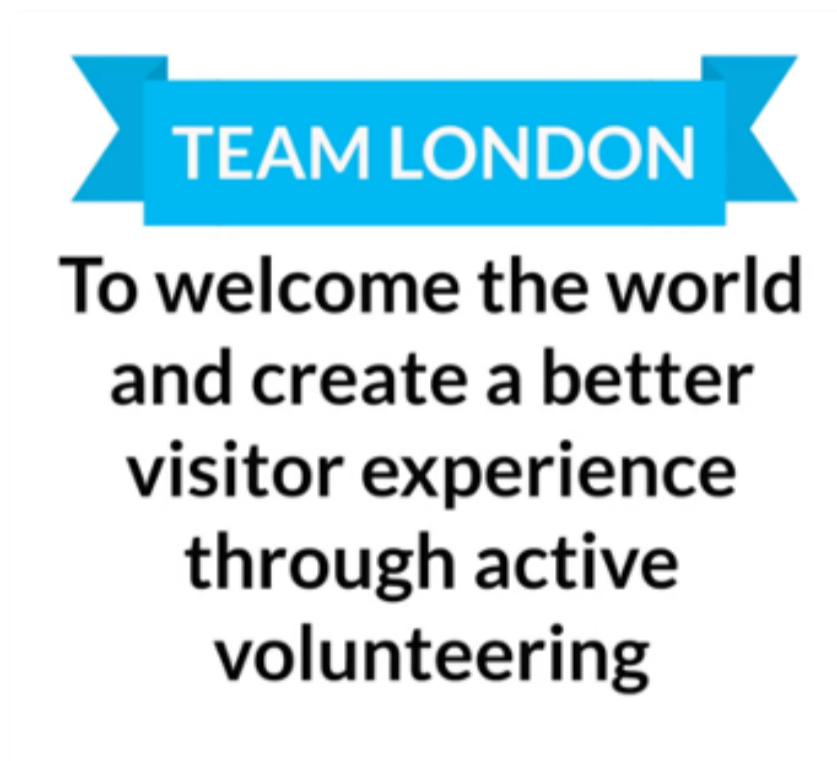 TEAM LONDON
To welcome the world
and create a better
visitor experience
through active
volunteering